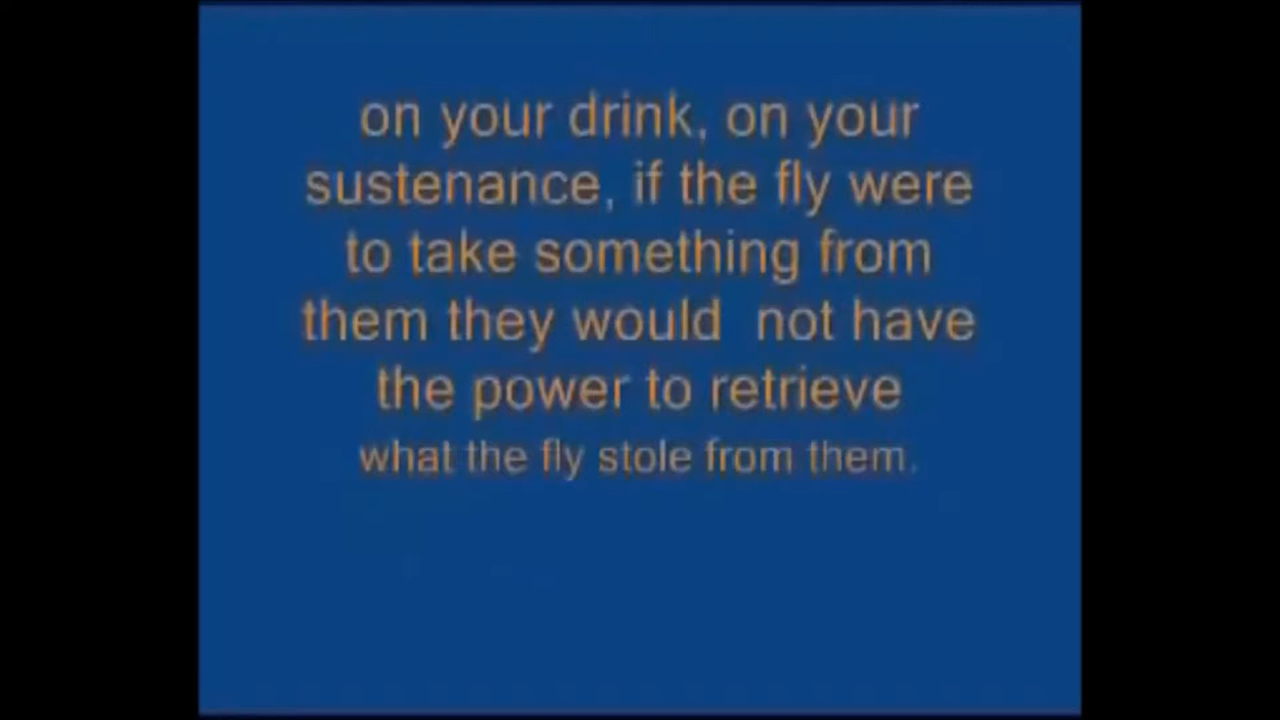 on your drink, on your
sustenance, if the fly were
to take something from
them they would  not have
the power to retrieve
what the fly stole from them.